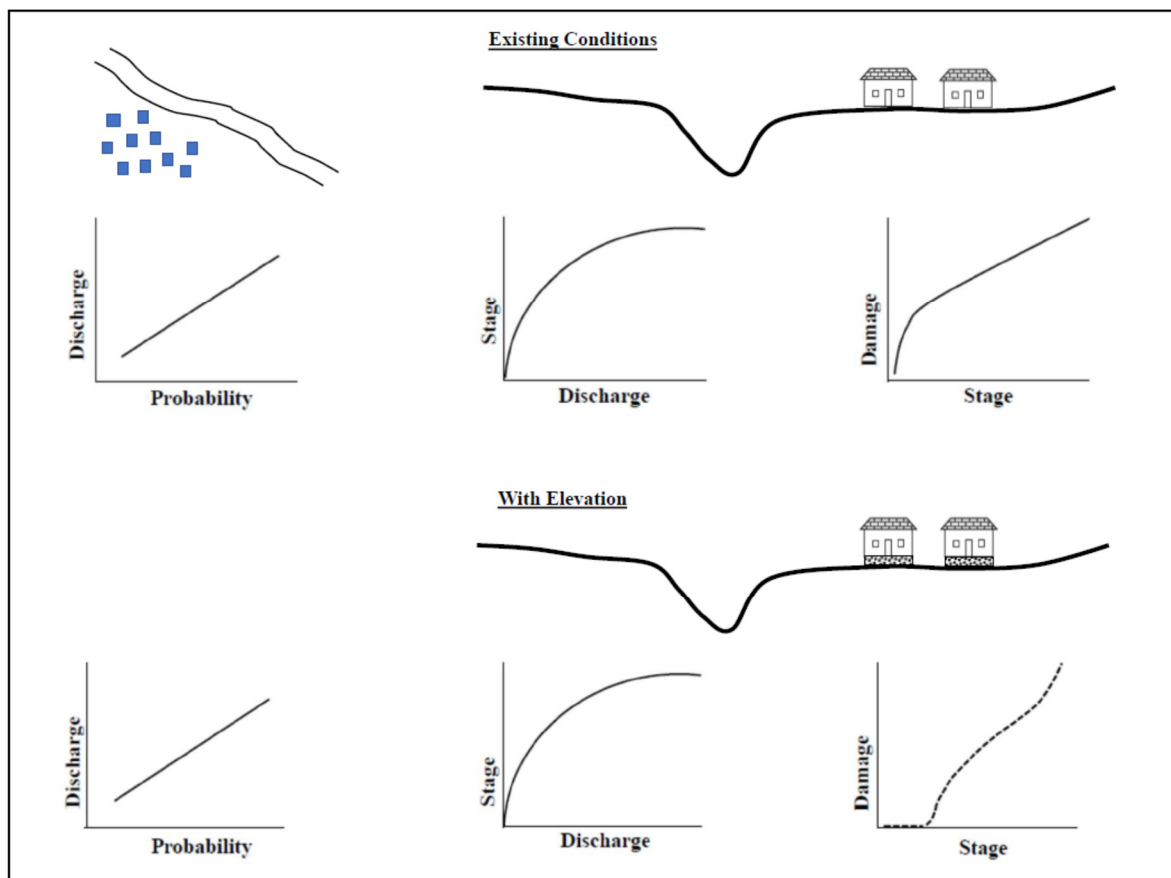 Existing Conditions
Discharge
Probability
Stage
Discharge
Damage
Stage
With Elevation
Discharge
Probability
Stage
Discharge
Damage
Stage